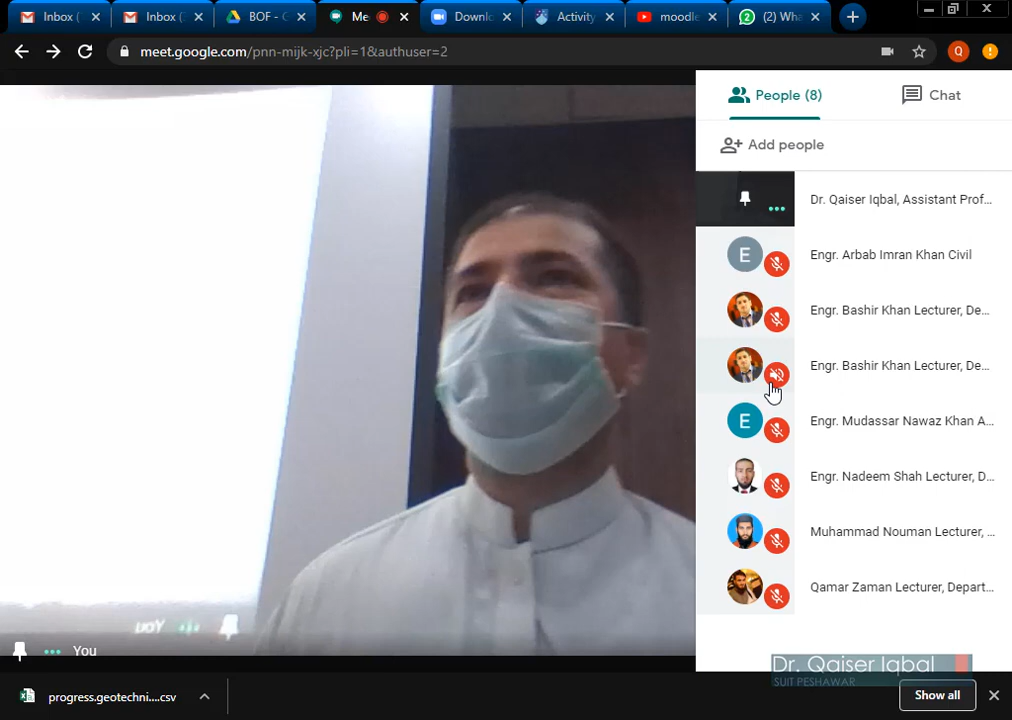 Inbox (
Inbox (
BOF - G
Me
Downl
Activity
moodle
(2) Wha
meet.google.com/pnn-mijk-xjc?pli=1&authuser=2
Q
People (8)
Chat
Add people
Dr. Qaiser Iqbal, Assistant Prof...
E
Engr. Arbab Imran Khan Civil
Engr. Bashir Khan Lecturer, De...
Engr. Bashir Khan Lecturer, De...
E
Engr. Mudassar Nawaz Khan A...
Engr. Nadeem Shah Lecturer, D...
Muhammad Nouman Lecturer, ...
Qamar Zaman Lecturer, Depart...
You
You
Dr. Qaiser Iqbal
SUIT PESHAWAR
progress.geotechni....csv
Show all